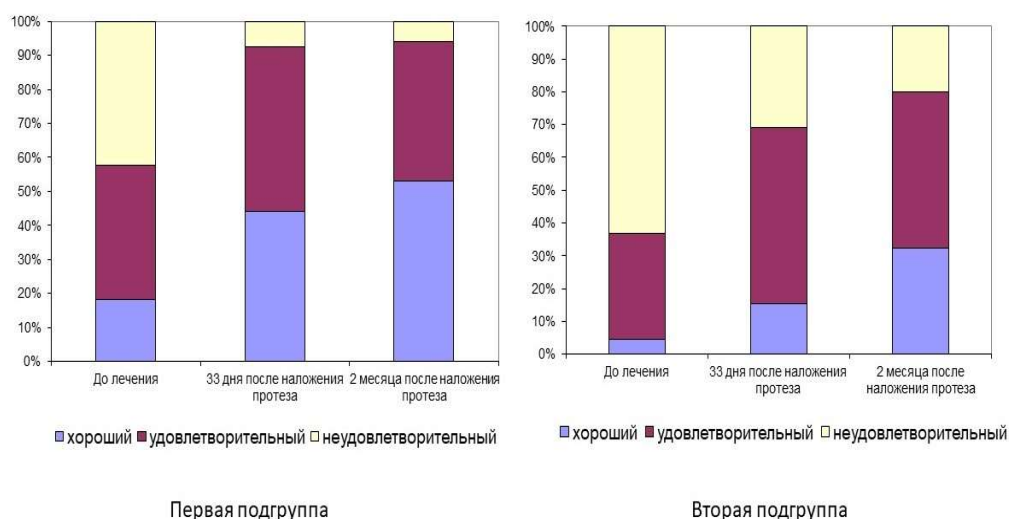 100%
90%
80%
70%
60%
50%
40%
30%
20%
10%
0%
До лечения
33 дня после наложения
протеза
2 месяца после наложения
протеза
хороший удовлетворительный неудовлетворительный
Первая подгруппа
100%
90%
80%
70%
60%
50%
40%
30%
20%
10%
0%
До лечения
33 дня после наложения
протеза
2 месяца после
наложения протеза
хороший удовлетворительный неудовлетворительный
Вторая подгруппа